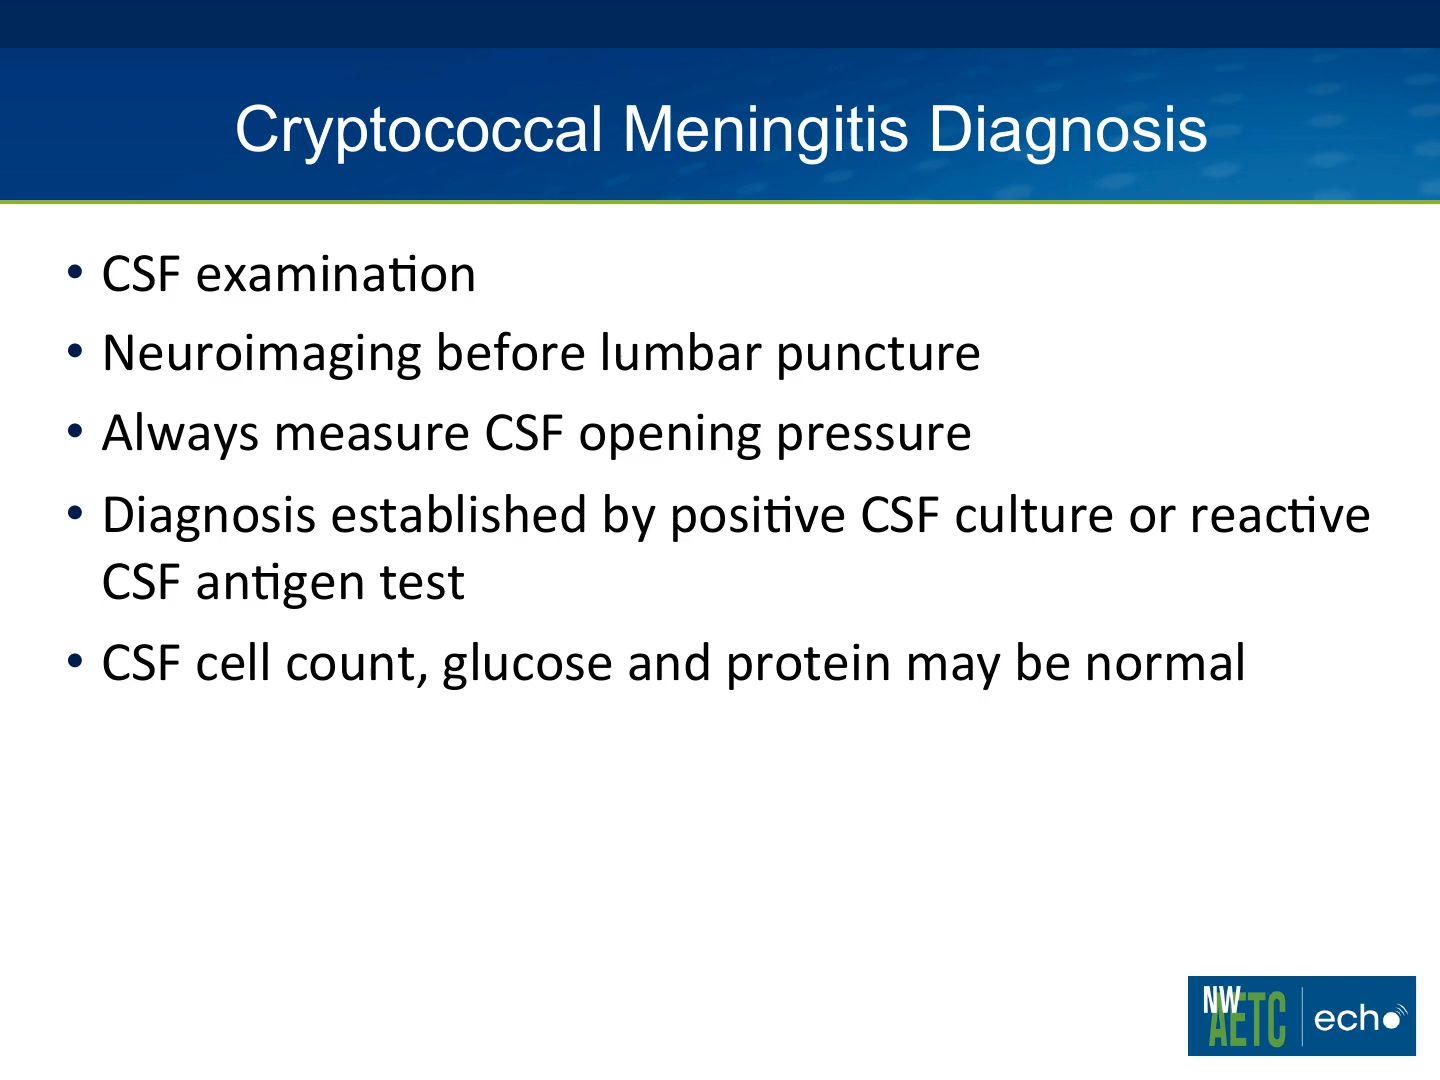 Cryptococcal Meningitis Diagnosis
• CSF examination
• Neuroimaging before lumbar puncture
• Always measure CSF opening pressure
• Diagnosis established by positive CSF culture or reactive
CSF antigen test
• CSF cell count, glucose and protein may be normal
NW
AETC
echo